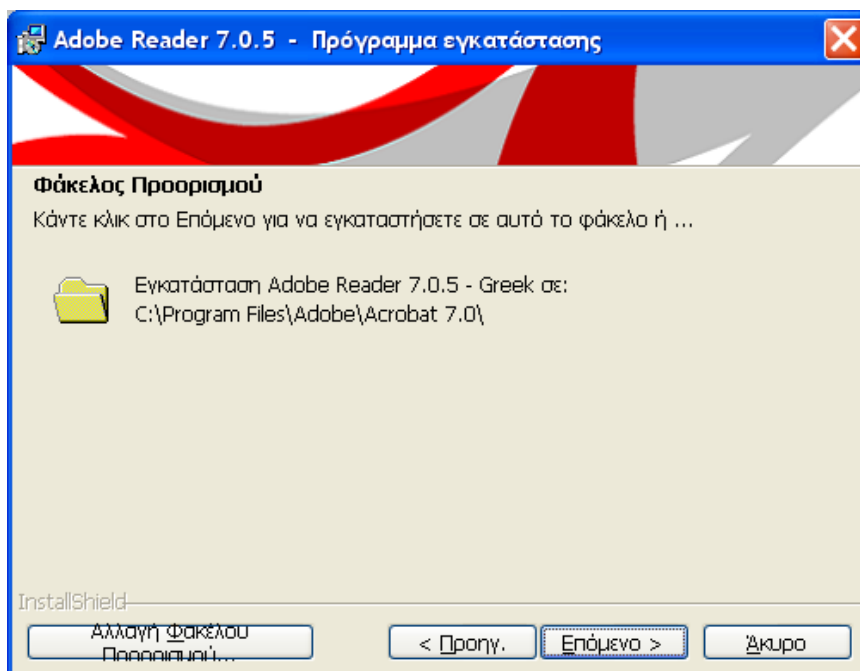 Adobe Reader 7.0.5 - Πρόγραμμα εγκατάστασης
Φάκελος Προορισμού
Κάντε κλικ στο Επόμενο για να εγκαταστήσετε σε αυτό το φάκελο ή ...
Εγκατάσταση Adobe Reader 7.0.5 - Greek σε:
C:\Program Files\Adobe\Acrobat 7.0\
InstallShield
Αλλαγή Φακέλου
Προορισμού...
< Προηγ.
Επόμενο >
Άκυρο